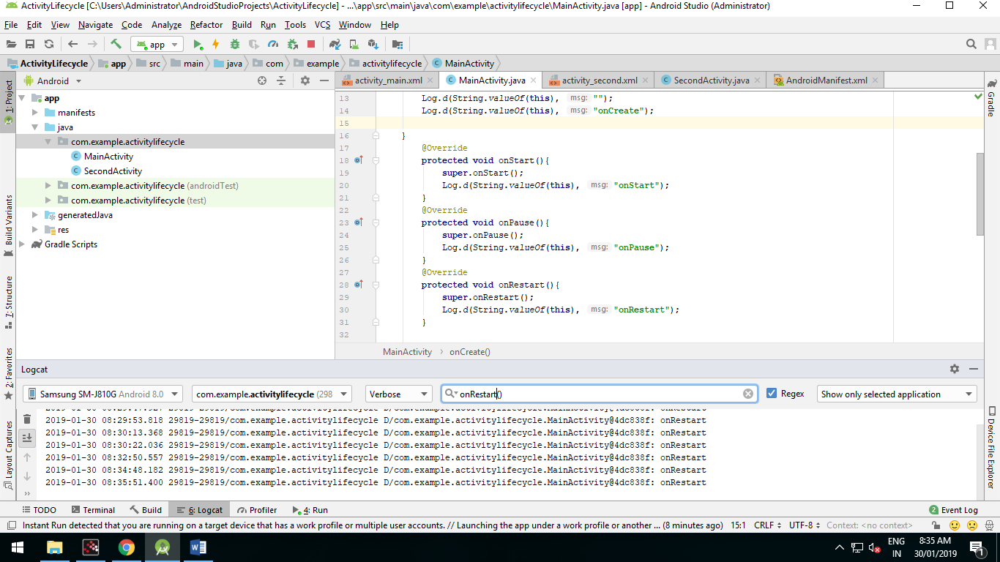 ActivityLifecycle [C:\Users\Administrator\AndroidStudioProjects\ActivityLifecycle] - ...\app\src\main\java\com\example\activitylifecycle\MainActivity.java [app] - Android Studio (Administrator)
File Edit View Navigate Code Analyze Refactor Build Run Tools VCS Window Help
app
ActivityLifecycle app src main java com example activitylifecycle MainActivity
1: Project
Build Variants
7: Structure
2: Favorites
Layout Captures
Android
app
manifests
java
com.example.activitylifecycle
MainActivity
SecondActivity
com.example.activitylifecycle (androidTest)
com.example.activitylifecycle (test)
generatedJava
res
Gradle Scripts
activity_main.xml MainActivity.java activity_second.xml SecondActivity.java AndroidManifest.xml
13 Log.d(String.valueOf(this), msg: "");
14 Log.d(String.valueOf(this), msg: "onCreate");
15
16 }
17 @Override
18 protected void onStart(){
19 super.onStart();
20 Log.d(String.valueOf(this), msg: "onStart");
21 }
22 @Override
23 protected void onPause(){
24 super.onPause();
25 Log.d(String.valueOf(this), msg: "onPause");
26 }
27 @Override
28 protected void onRestart(){
29 super.onRestart();
30 Log.d(String.valueOf(this), msg: "onRestart");
31 }
32
MainActivity › onCreate()
Gradle
Device File Explorer
Logcat
Samsung SM-J810G Android 8.0 com.example.activitylifecycle (298 Verbose onRestart() Regex Show only selected application
2019-01-30 08:29:53.818 29819-29819/com.example.activitylifecycle D/com.example.activitylifecycle.MainActivity@4dc838f: onRestart
2019-01-30 08:30:13.368 29819-29819/com.example.activitylifecycle D/com.example.activitylifecycle.MainActivity@4dc838f: onRestart
2019-01-30 08:30:22.036 29819-29819/com.example.activitylifecycle D/com.example.activitylifecycle.MainActivity@4dc838f: onRestart
2019-01-30 08:32:50.557 29819-29819/com.example.activitylifecycle D/com.example.activitylifecycle.MainActivity@4dc838f: onRestart
2019-01-30 08:34:48.182 29819-29819/com.example.activitylifecycle D/com.example.activitylifecycle.MainActivity@4dc838f: onRestart
2019-01-30 08:35:51.400 29819-29819/com.example.activitylifecycle D/com.example.activitylifecycle.MainActivity@4dc838f: onRestart
»
TODO Terminal Build 6: Logcat Profiler 4: Run 2 Event Log
Instant Run detected that you are running on a target device that has a work profile or multiple user accounts. // Launching the app under a work profile or another ... (8 minutes ago) 15:1 CRLF UTF-8 Context: <no context>
ENG 8:35 AM
IN 30/01/2019 1